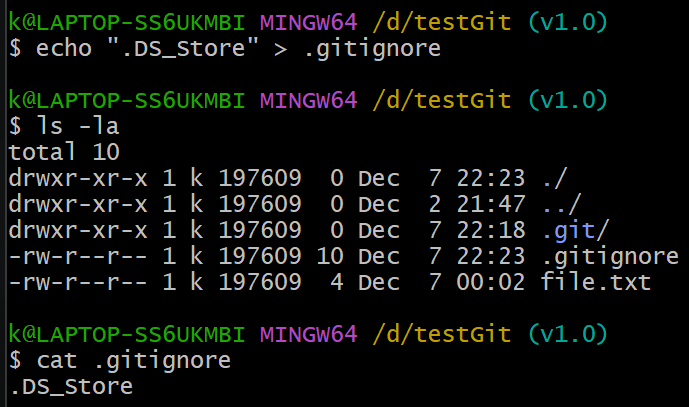 k@LAPTOP-SS6UKMBI MINGW64 /d/testGit (v1.0)
$ echo ".DS_Store" > .gitignore
k@LAPTOP-SS6UKMBI MINGW64 /d/testGit (v1.0)
$ ls -la
total 10
drwxr-xr-x 1 k 197609  0 Dec  7 22:23 ./
drwxr-xr-x 1 k 197609  0 Dec  2 21:47 ../
drwxr-xr-x 1 k 197609  0 Dec  7 22:18 .git/
-rw-r--r-- 1 k 197609 10 Dec  7 22:23 .gitignore
-rw-r--r-- 1 k 197609  4 Dec  7 00:02 file.txt
k@LAPTOP-SS6UKMBI MINGW64 /d/testGit (v1.0)
$ cat .gitignore
.DS_Store